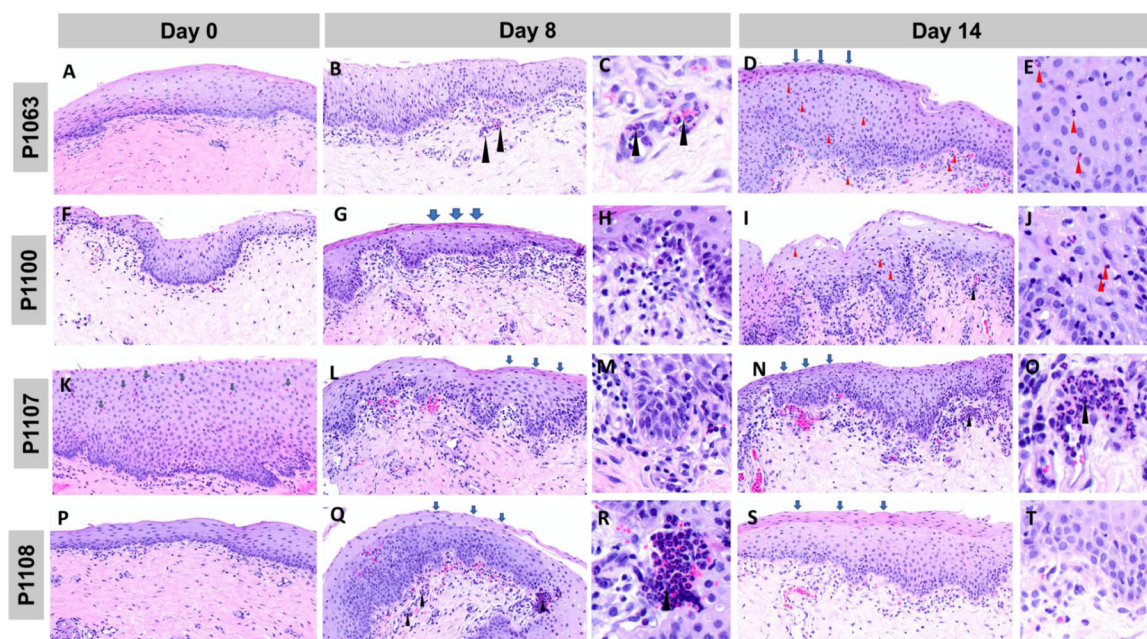 Day 0 Day 8 Day 14
P1063 A B C D E
P1100 F G H I J
P1107 K L M N O
P1108 P Q R S T